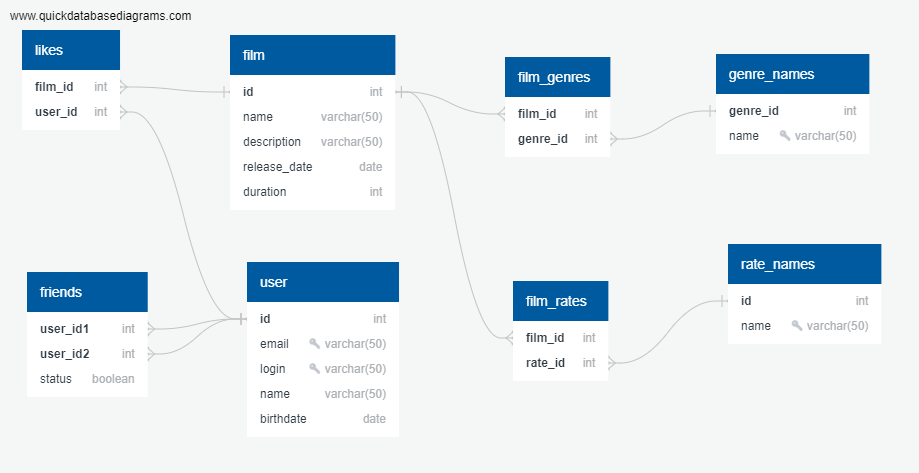 www.quickdatabasediagrams.com
likes
film_id int
user_id int
film
id int
name varchar(50)
description varchar(50)
release_date date
duration int
film_genres
film_id int
genre_id int
genre_names
genre_id int
name varchar(50)
friends
user_id1 int
user_id2 int
status boolean
user
id int
email varchar(50)
login varchar(50)
name varchar(50)
birthdate date
film_rates
film_id int
rate_id int
rate_names
id int
name varchar(50)